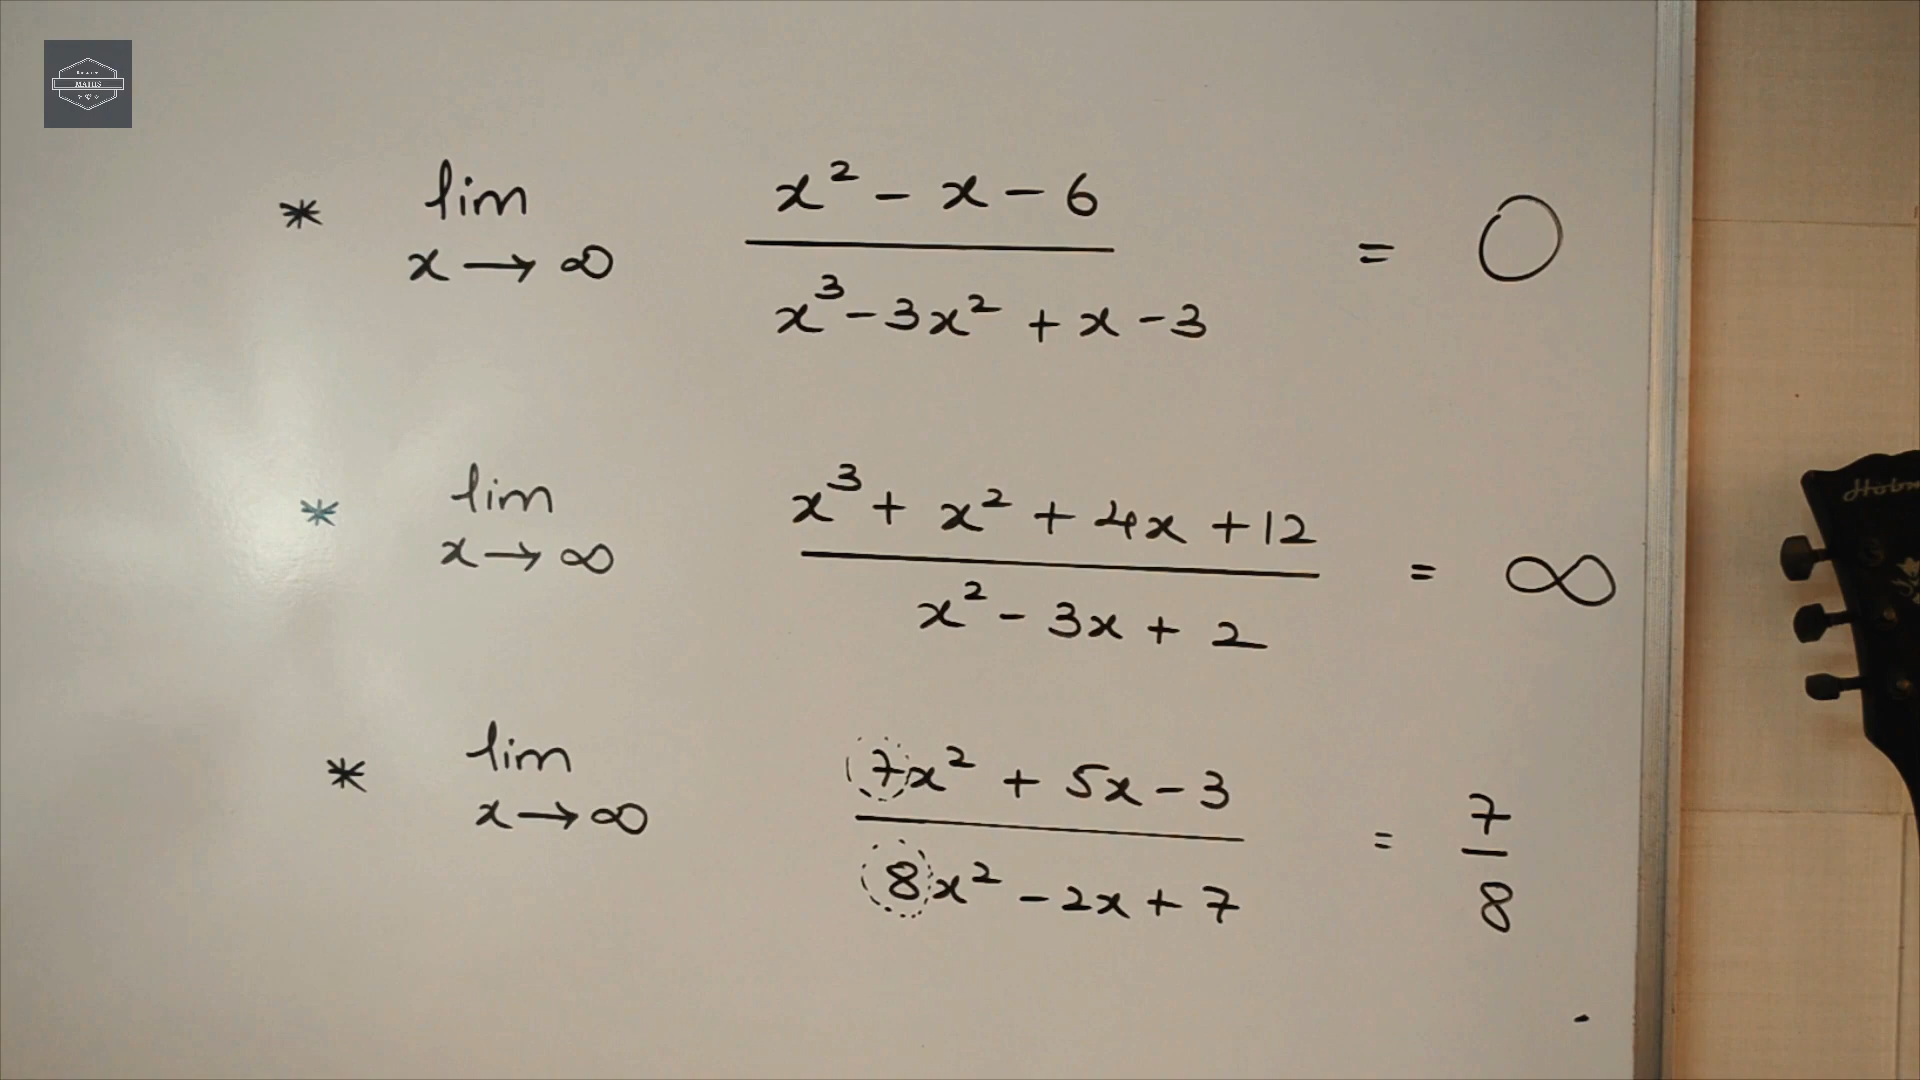 MATHS
* lim x→∞ (x² - x - 6) / (x³ - 3x² + x - 3) = 0
* lim x→∞ (x³ + x² + 4x + 12) / (x² - 3x + 2) = ∞
* lim x→∞ (7x² + 5x - 3) / (8x² - 2x + 7) = 7/8